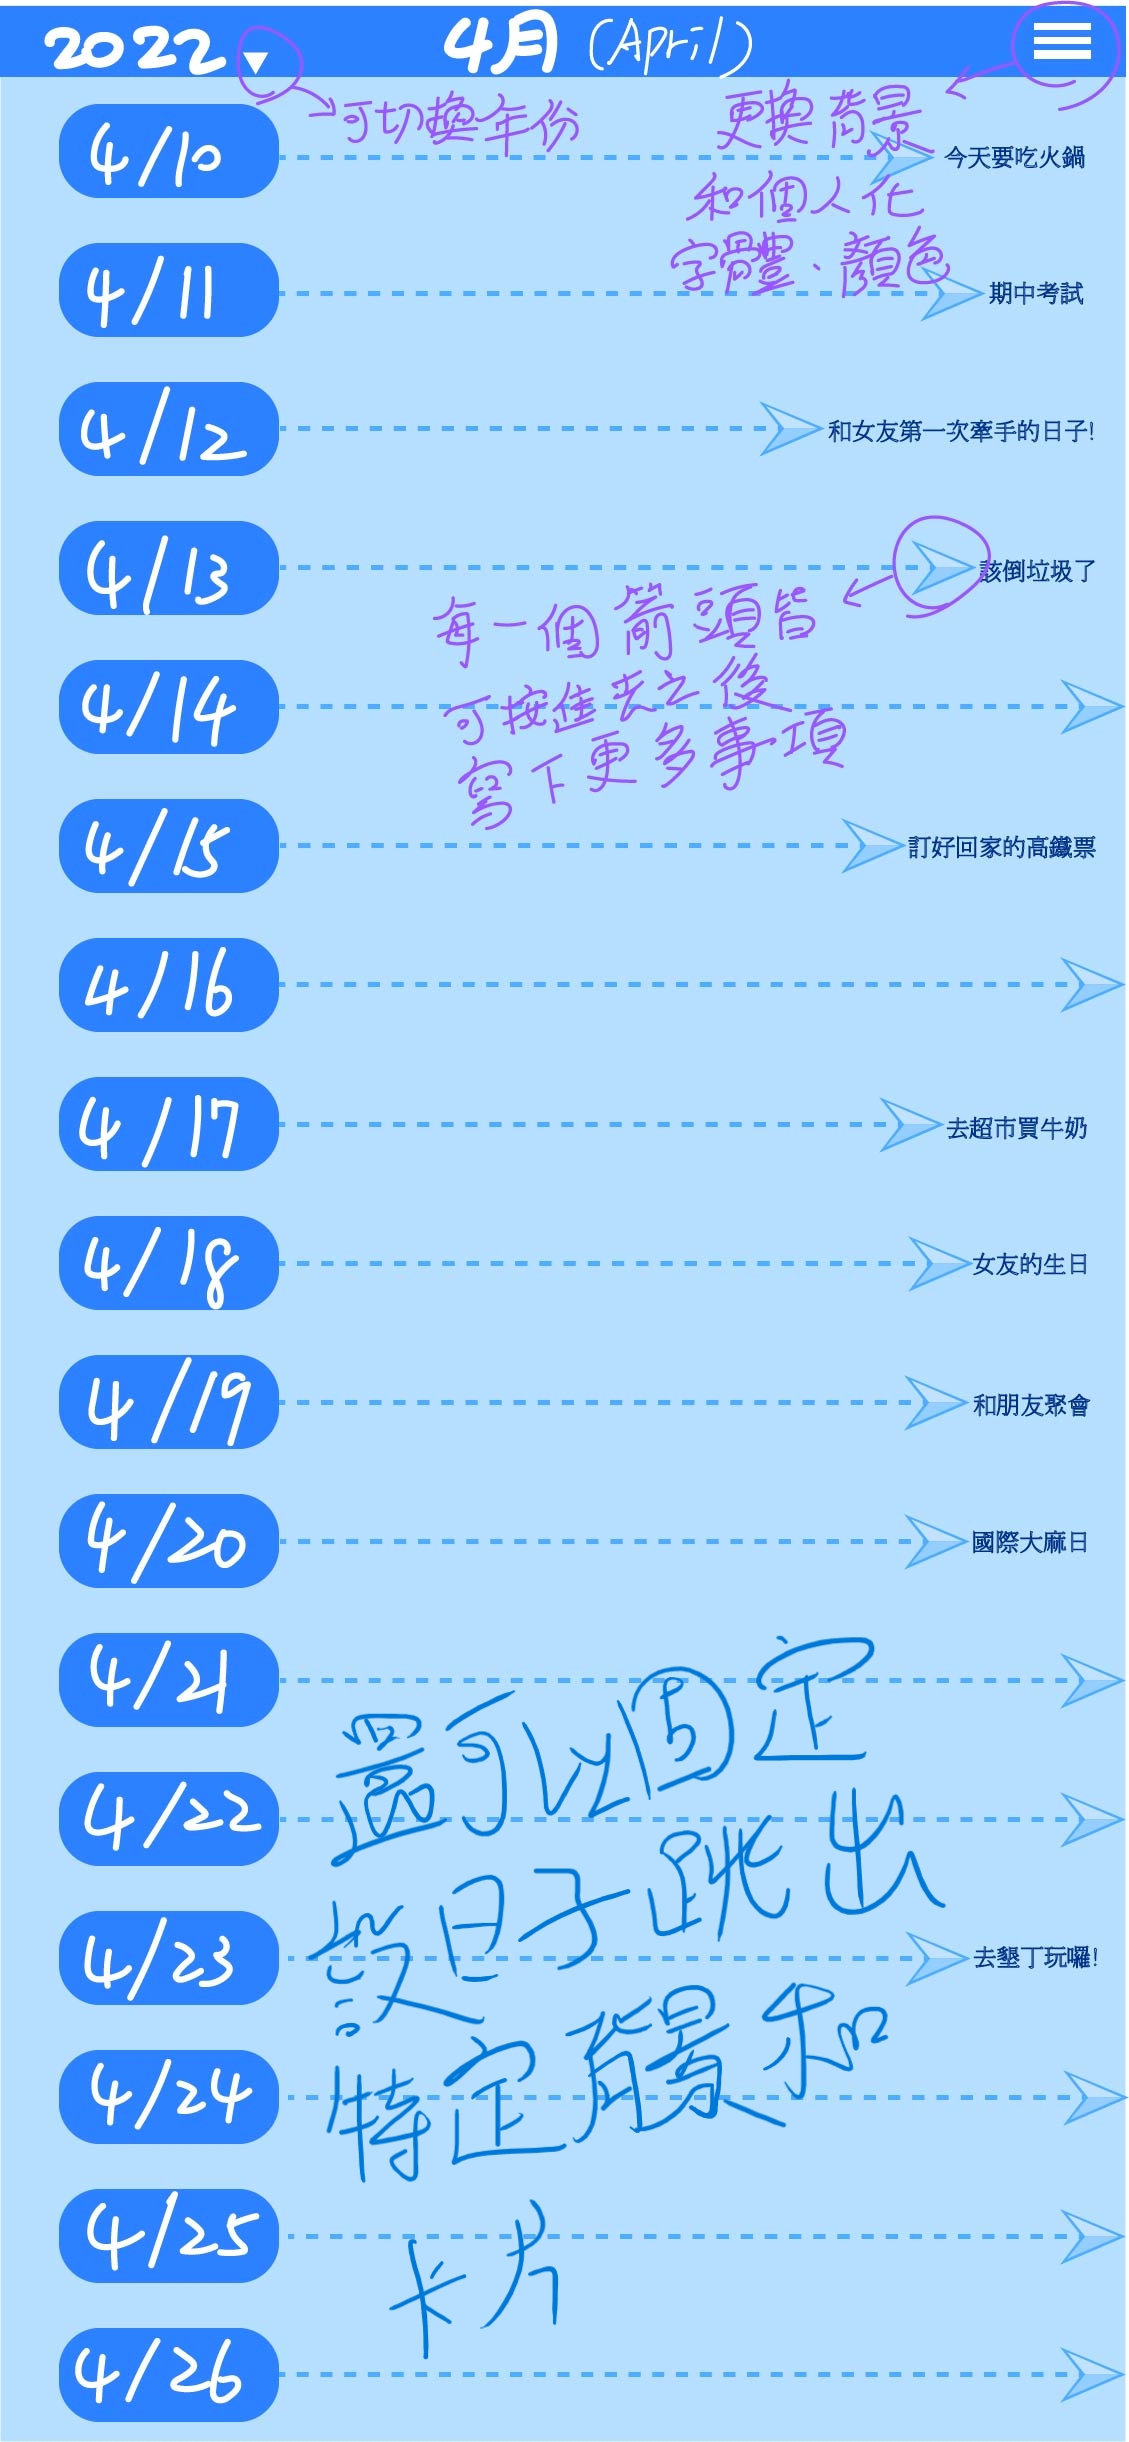 2022 ▼ 4月 (April)
可切換年份
更換背景
和個人化
字體、顏色
4/10 今天要吃火鍋
4/11 期中考試
4/12 和女友第一次牽手的日子!
4/13 該倒垃圾了
每一個箭頭皆
可按進去之後
寫下更多事項
4/14
4/15 訂好回家的高鐵票
4/16
4/17 去超市買牛奶
4/18 女友的生日
4/19 和朋友聚會
4/20 國際大麻日
4/21
還可以固定
4/22
設日子跳出
4/23 去墾丁玩囉!
特定背景和
4/24
4/25
卡片
4/26